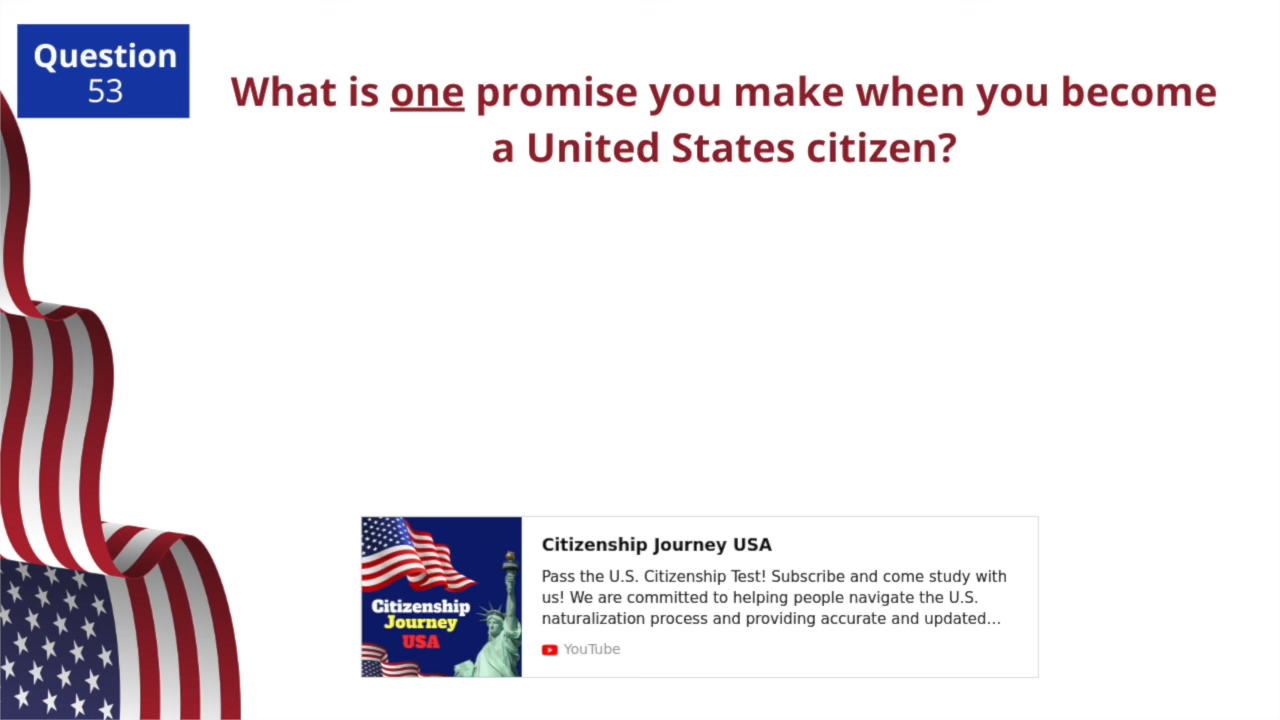 Question
53
What is one promise you make when you become
a United States citizen?
Citizenship
Journey
USA
Citizenship Journey USA
Pass the U.S. Citizenship Test! Subscribe and come study with
us! We are committed to helping people navigate the U.S.
naturalization process and providing accurate and updated...
YouTube